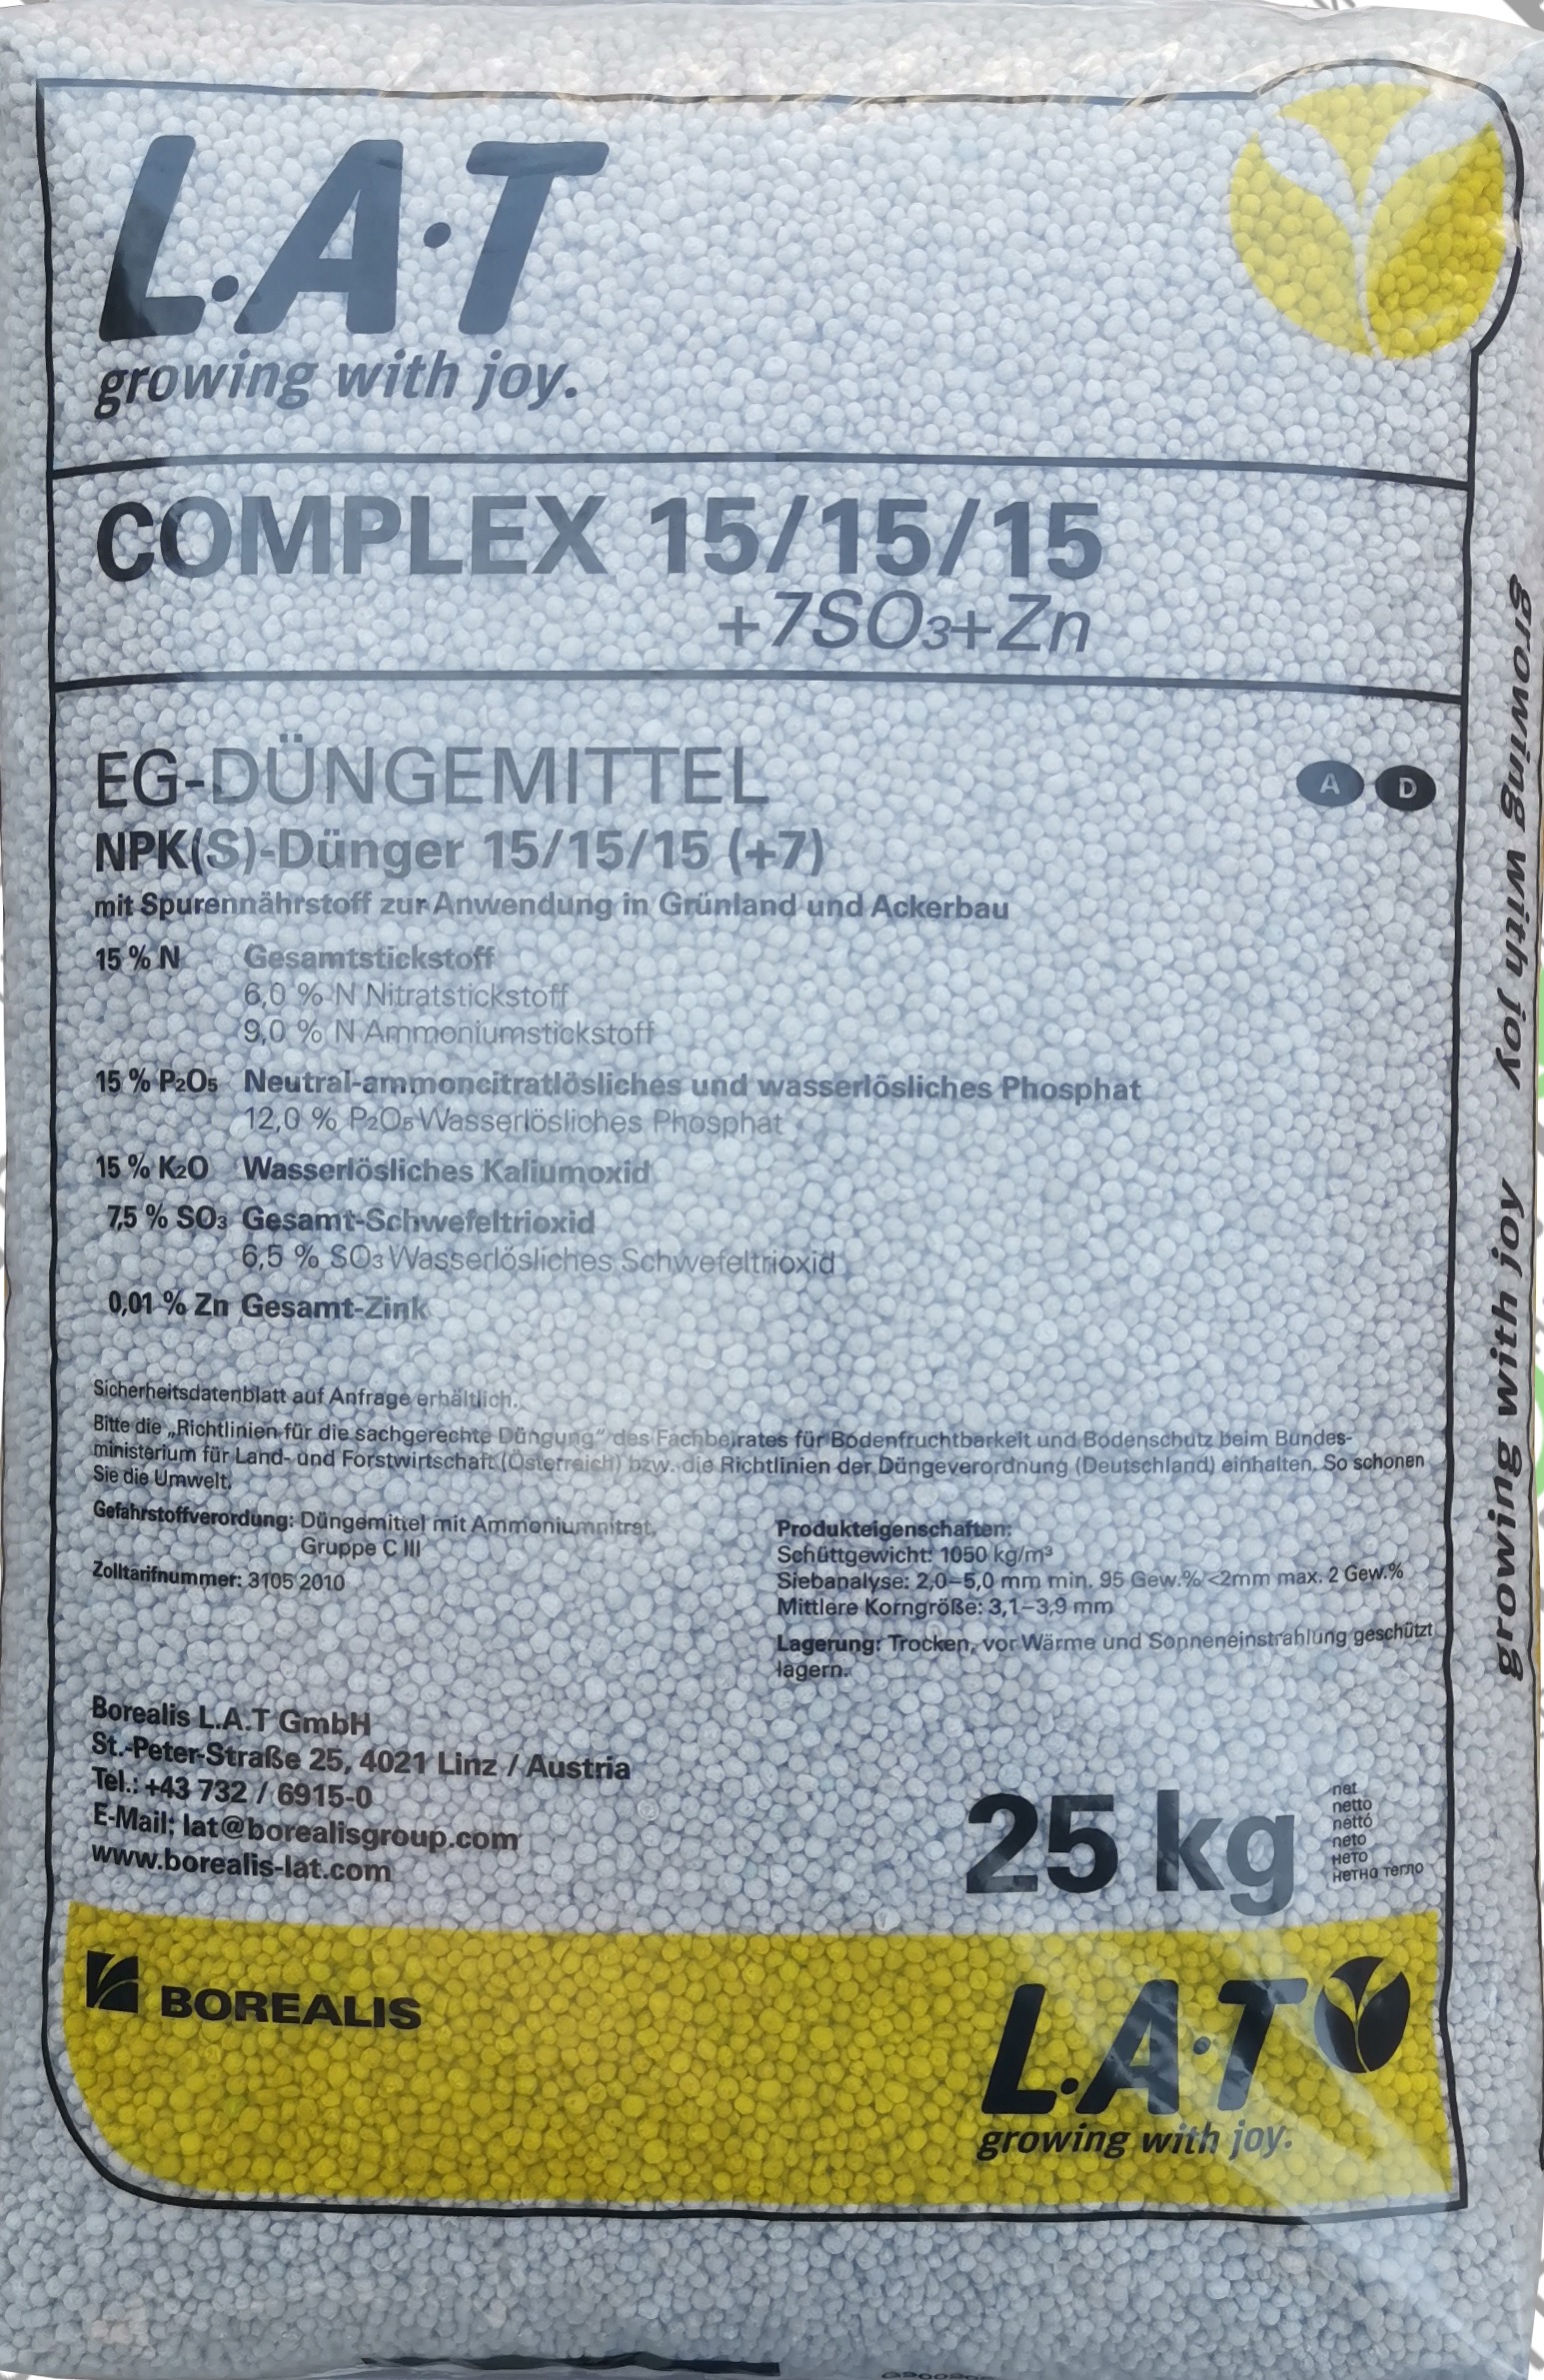 L.A.T
growing with joy.
COMPLEX 15/15/15
+7SO₃+Zn
EG-DÜNGEMITTEL
A D
NPK(S)-Dünger 15/15/15 (+7)
mit Spurennährstoff zur Anwendung in Grünland und Ackerbau
15 % N Gesamtstickstoff
6,0 % N Nitratstickstoff
9,0 % N Ammoniumstickstoff
15 % P₂O₅ Neutral-ammoncitratlösliches und wasserlösliches Phosphat
12,0 % P₂O₅ Wasserlösliches Phosphat
15 % K₂O Wasserlösliches Kaliumoxid
7,5 % SO₃ Gesamt-Schwefeltrioxid
6,5 % SO₃ Wasserlösliches Schwefeltrioxid
0,01 % Zn Gesamt-Zink
Sicherheitsdatenblatt auf Anfrage erhältlich.
Bitte die „Richtlinien für die sachgerechte Düngung" des Fachbeirates für Bodenfruchtbarkeit und Bodenschutz beim Bundes-
ministerium für Land- und Forstwirtschaft (Österreich) bzw. die Richtlinien der Düngeverordnung (Deutschland) einhalten. So schonen
Sie die Umwelt.
Gefahrstoffverordung: Düngemittel mit Ammoniumnitrat,
Gruppe C III
Zolltarifnummer: 3105 2010
Produkteigenschaften:
Schüttgewicht: 1050 kg/m³
Siebanalyse: 2,0–5,0 mm min. 95 Gew.% <2mm max. 2 Gew.%
Mittlere Korngröße: 3,1–3,9 mm
Lagerung: Trocken, vor Wärme und Sonneneinstrahlung geschützt
lagern.
Borealis L.A.T GmbH
St.-Peter-Straße 25, 4021 Linz / Austria
Tel.: +43 732 / 6915-0
E-Mail: lat@borealisgroup.com
www.borealis-lat.com
25 kg
net
netto
nettó
neto
нето
нетна тегло
BOREALIS
L.A.T
growing with joy.
growing with joy
growing with joy